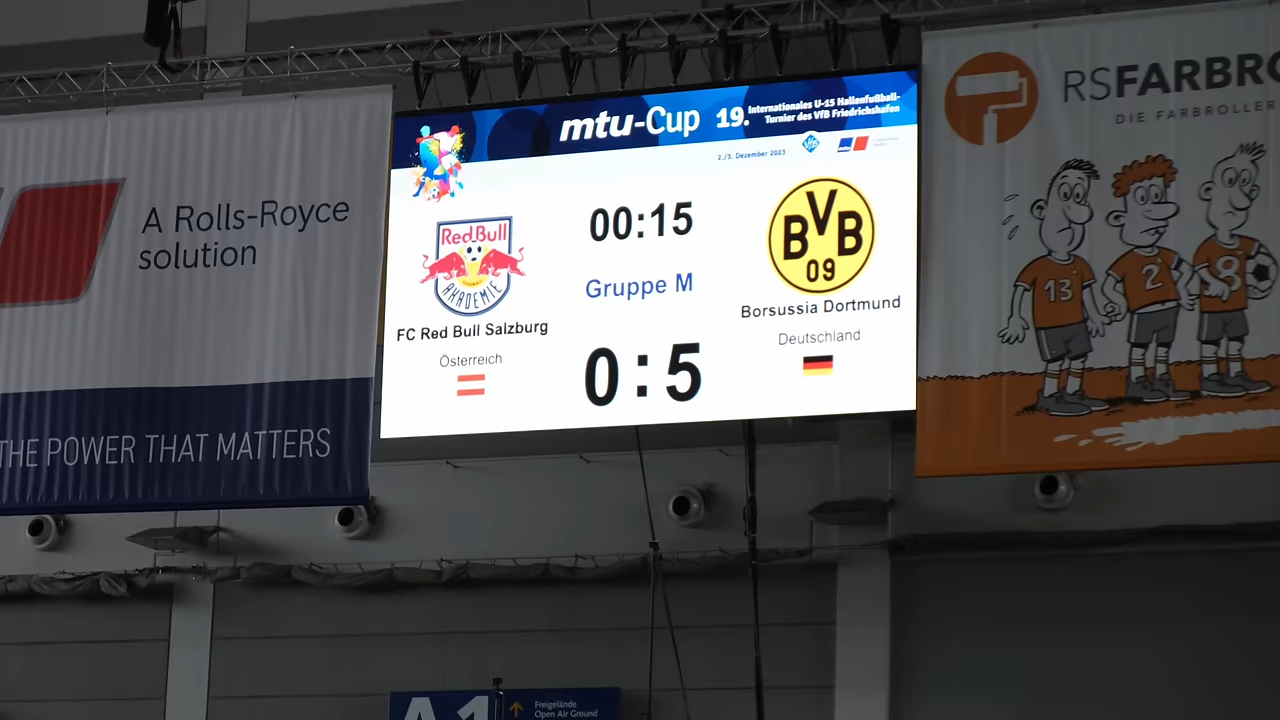 A Rolls-Royce
solution
THE POWER THAT MATTERS
mtu-Cup
19. Internationales U-15 Hallenfußball-
Turnier des VfB Friedrichshafen
2./3. Dezember 2023
VfB
Red Bull
AKADEMIE
FC Red Bull Salzburg
Österreich
00:15
Gruppe M
0:5
BVB
09
Borsussia Dortmund
Deutschland
RSFARBRO
DIE FARBROLLER
13
2
8
A1
Freigelände
Open Air Ground